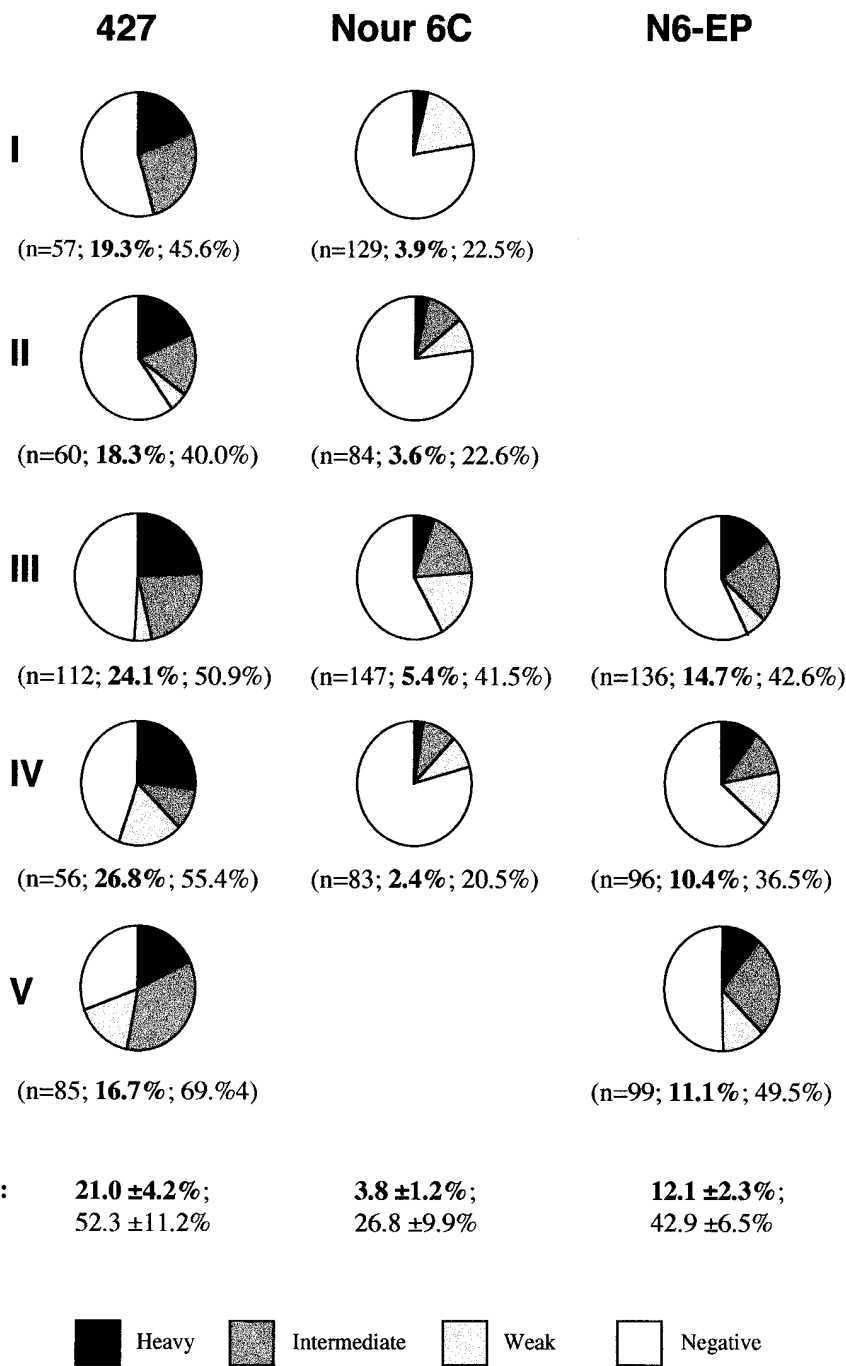 427 Nour 6C N6-EP
I
(n=57; 19.3%; 45.6%) (n=129; 3.9%; 22.5%)
II
(n=60; 18.3%; 40.0%) (n=84; 3.6%; 22.6%)
III
(n=112; 24.1%; 50.9%) (n=147; 5.4%; 41.5%) (n=136; 14.7%; 42.6%)
IV
(n=56; 26.8%; 55.4%) (n=83; 2.4%; 20.5%) (n=96; 10.4%; 36.5%)
V
(n=85; 16.7%; 69.%4) (n=99; 11.1%; 49.5%)
: 21.0 ±4.2%; 3.8 ±1.2%; 12.1 ±2.3%;
52.3 ±11.2% 26.8 ±9.9% 42.9 ±6.5%
Heavy Intermediate Weak Negative